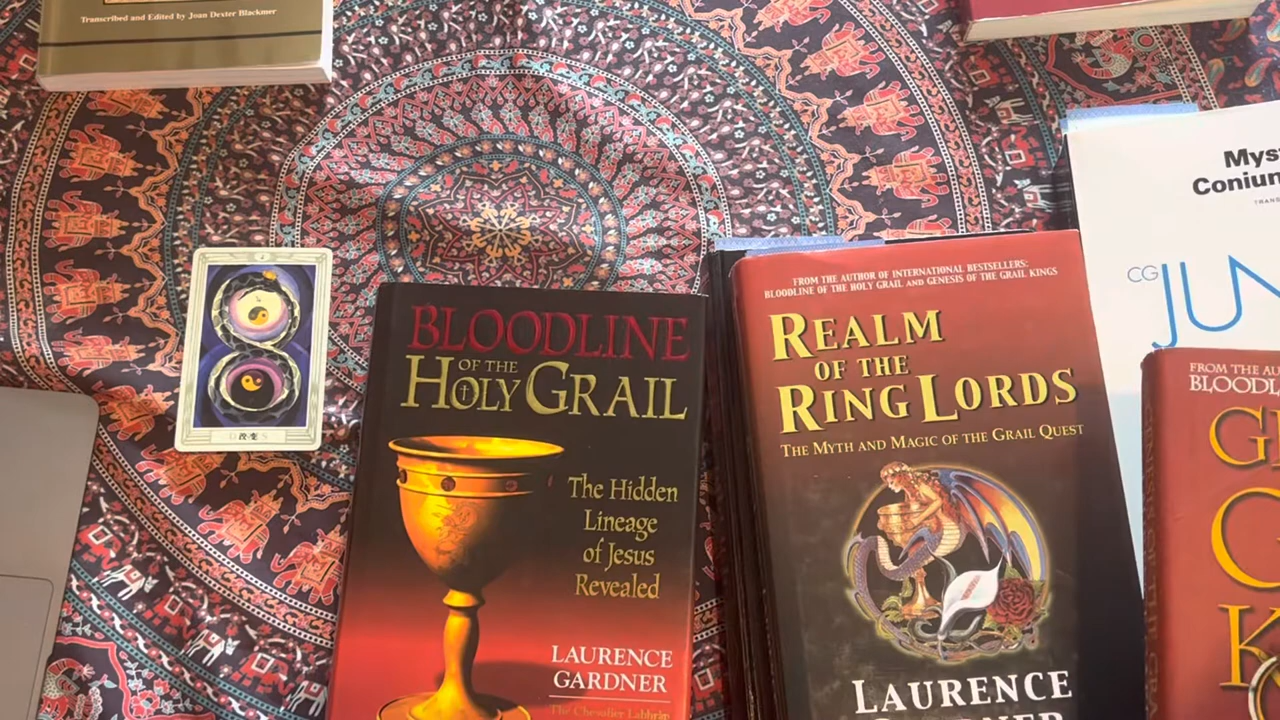 Transcribed and Edited by Joan Dexter Blackmer
BLOODLINE
OF THE
HOLY GRAIL
The Hidden
Lineage
of Jesus
Revealed
LAURENCE
GARDNER
FROM THE AUTHOR OF INTERNATIONAL BESTSELLERS:
BLOODLINE OF THE HOLY GRAIL AND GENESIS OF THE GRAIL KINGS
REALM
OF THE
RING LORDS
THE MYTH AND MAGIC OF THE GRAIL QUEST
LAURENCE
GARDNER
Myst
Coniun
TRANS
CG
JUN
FROM THE AU
BLOODL
GE